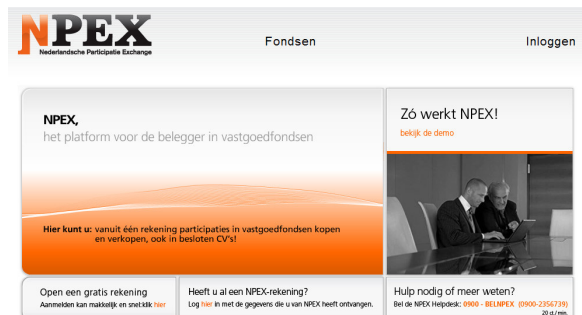 NPEX
Nederlandsche Participatie Exchange
Fondsen
Inloggen
NPEX,
het platform voor de belegger in vastgoedfondsen
Hier kunt u: vanuit één rekening participaties in vastgoedfondsen kopen
en verkopen, ook in besloten CV's!
Zó werkt NPEX!
bekijk de demo
Open een gratis rekening
Aanmelden kan makkelijk en snel:klik hier
Heeft u al een NPEX-rekening?
Log hier in met de gegevens die u van NPEX heeft ontvangen.
Hulp nodig of meer weten?
Bel de NPEX Helpdesk: 0900 - BELNPEX (0900-2356739)
20 ct./min.